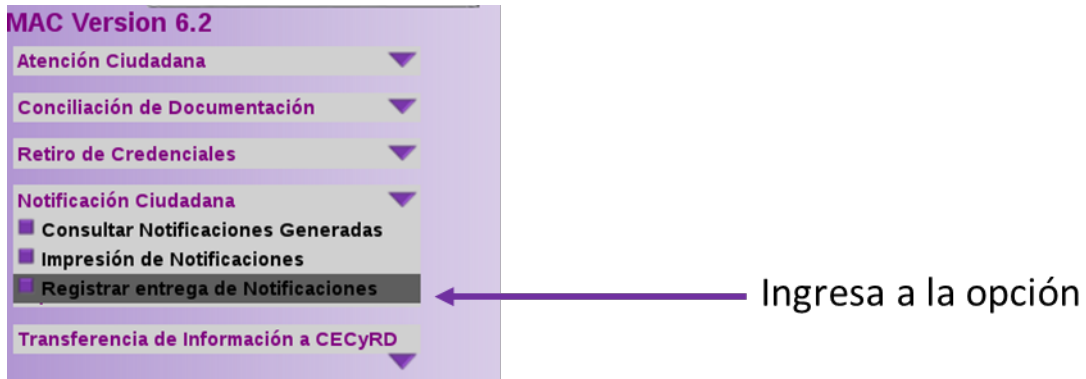 MAC Version 6.2
Atención Ciudadana
Conciliación de Documentación
Retiro de Credenciales
Notificación Ciudadana
Consultar Notificaciones Generadas
Impresión de Notificaciones
Registrar entrega de Notificaciones
Ingresa a la opción
Transferencia de Información a CECyRD